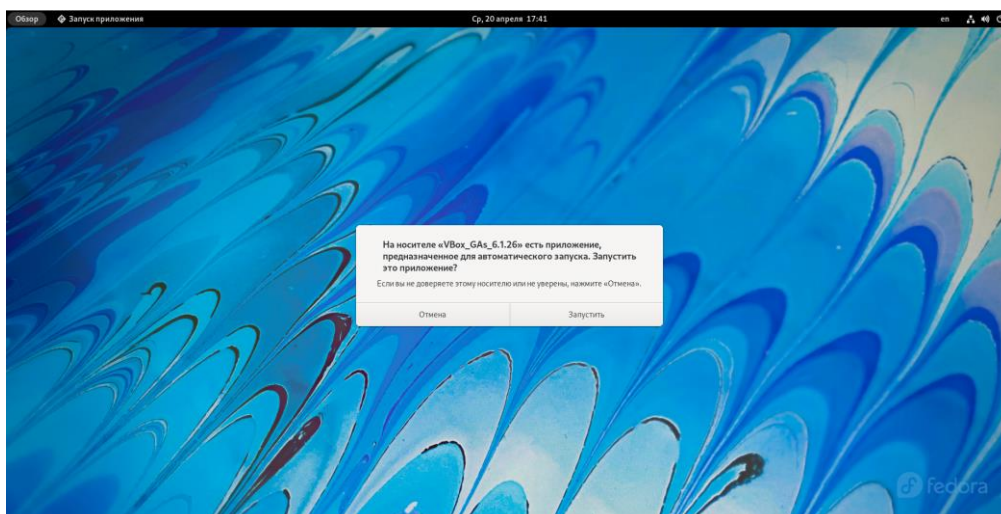 Обзор Запуск приложения Ср, 20 апреля 17:41 en
На носителе «VBox_GAs_6.1.26» есть приложение,
предназначенное для автоматического запуска. Запустить
это приложение?
Если вы не доверяете этому носителю или не уверены, нажмите «Отмена».
Отмена Запустить
fedora